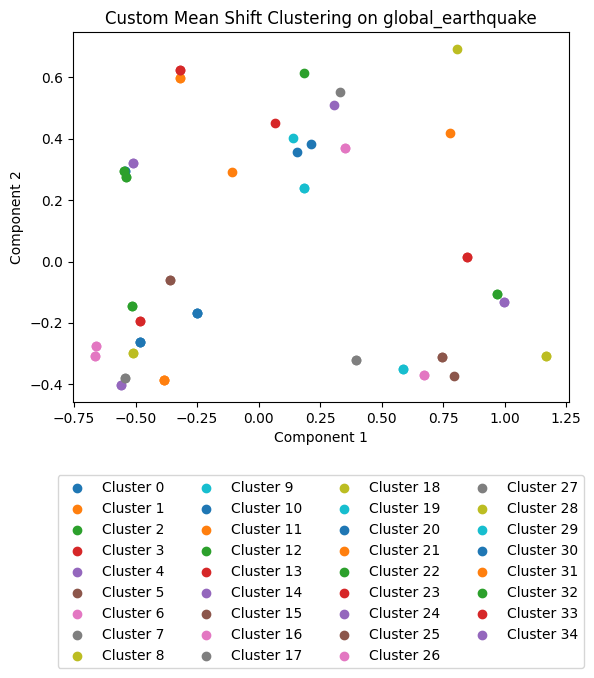 Custom Mean Shift Clustering on global_earthquake
0.6
0.4
0.2
0.0
−0.2
−0.4
Component 2
−0.75 −0.50 −0.25 0.00 0.25 0.50 0.75 1.00 1.25
Component 1
Cluster 0 Cluster 9 Cluster 18 Cluster 27
Cluster 1 Cluster 10 Cluster 19 Cluster 28
Cluster 2 Cluster 11 Cluster 20 Cluster 29
Cluster 3 Cluster 12 Cluster 21 Cluster 30
Cluster 4 Cluster 13 Cluster 22 Cluster 31
Cluster 5 Cluster 14 Cluster 23 Cluster 32
Cluster 6 Cluster 15 Cluster 24 Cluster 33
Cluster 7 Cluster 16 Cluster 25 Cluster 34
Cluster 8 Cluster 17 Cluster 26